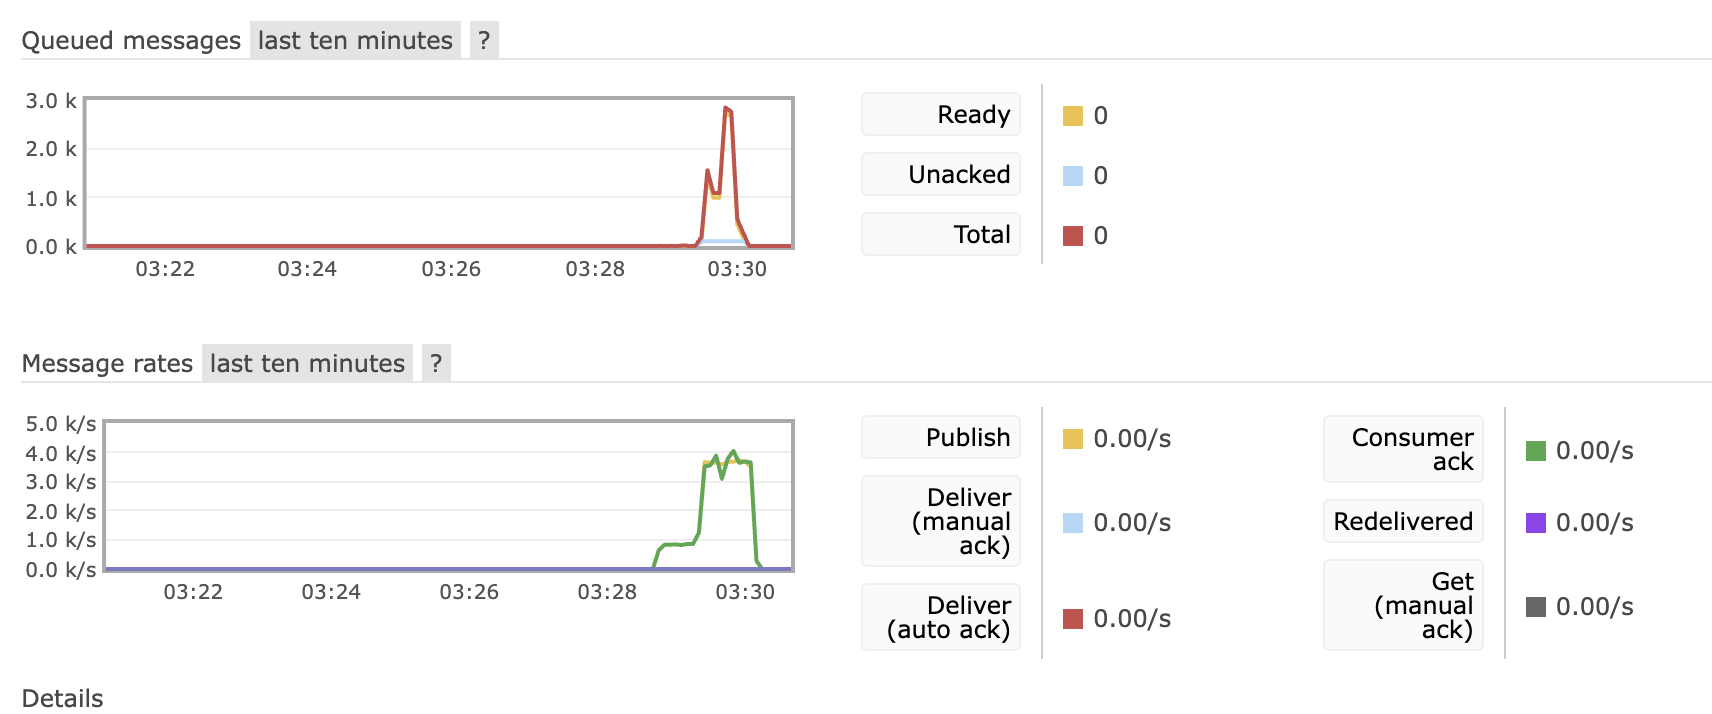 Queued messages last ten minutes ?
3.0 k
2.0 k
1.0 k
0.0 k
03:22 03:24 03:26 03:28 03:30
Ready 0
Unacked 0
Total 0
Message rates last ten minutes ?
5.0 k/s
4.0 k/s
3.0 k/s
2.0 k/s
1.0 k/s
0.0 k/s
03:22 03:24 03:26 03:28 03:30
Publish 0.00/s
Deliver
(manual
ack)
0.00/s
Deliver
(auto ack)
0.00/s
Consumer
ack
0.00/s
Redelivered 0.00/s
Get
(manual
ack)
0.00/s
Details